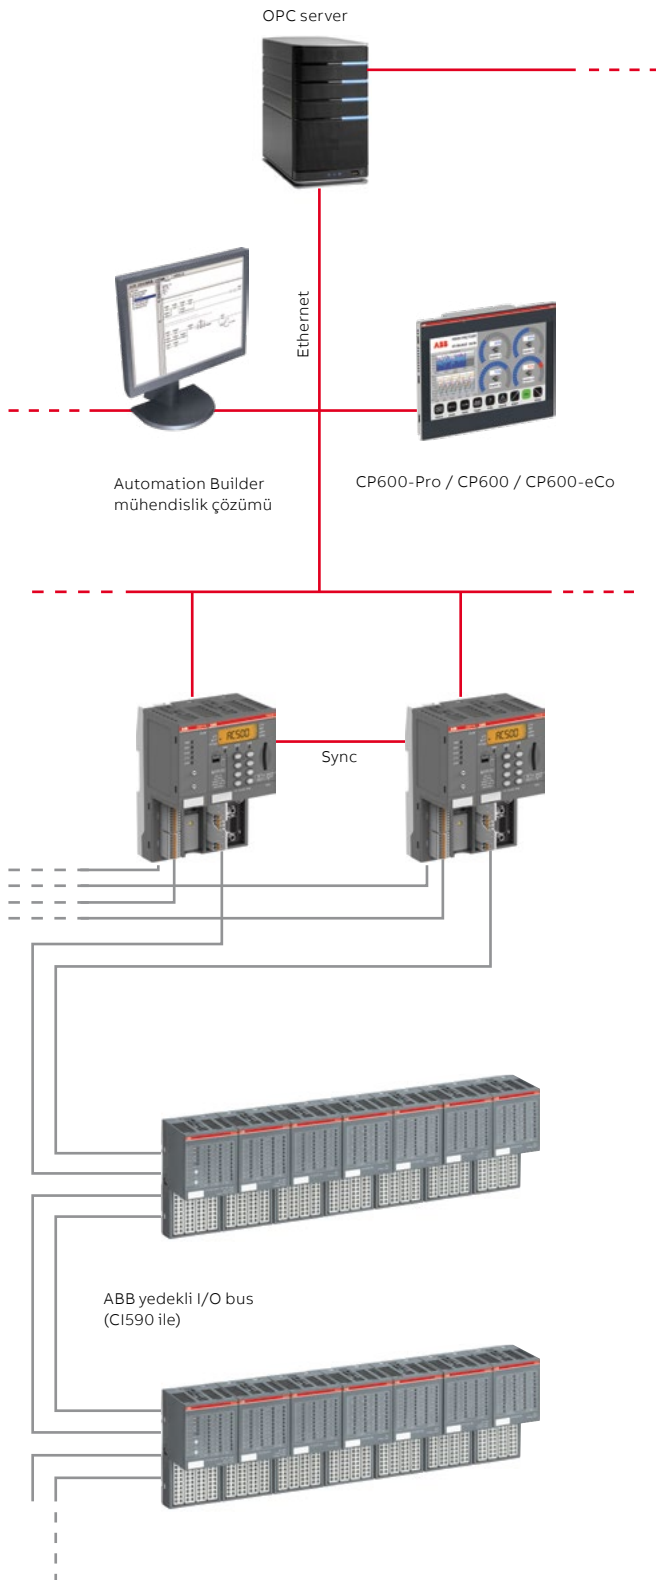 OPC server
Ethernet
ABB
Automation Builder
mühendislik çözümü
CP600-Pro / CP600 / CP600-eCo
AC500
AC500
Sync
ABB yedekli I/O bus
(CI590 ile)